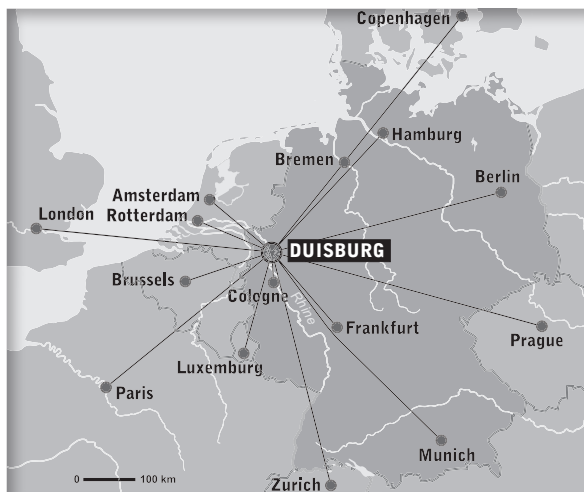 Copenhagen
Hamburg
Bremen
Berlin
Amsterdam
Rotterdam
London
DUISBURG
Brussels
Cologne
Rhine
Frankfurt
Prague
Luxemburg
Paris
Munich
0 100 km
Zurich